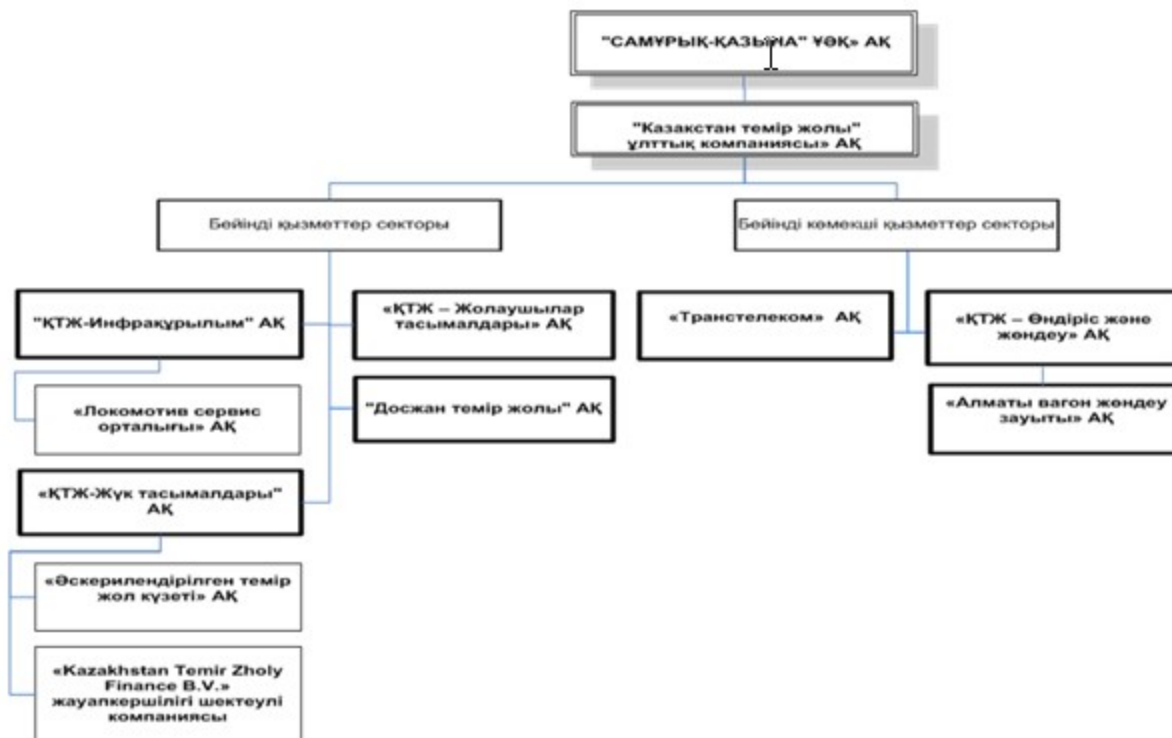 "САМҰРЫҚ-ҚАЗЫНА" ҰӘҚ» АҚ
"Казакстан темір жолы"
ұлттық компаниясы» АҚ
Бейінді қызметтер секторы
Бейінді көмекші қызметтер секторы
"ҚТЖ-Инфрақұрылым" АҚ
«ҚТЖ – Жолаушылар
тасымалдары» АҚ
«Транстелеком» АҚ
«ҚТЖ – Өндіріс және
жөндеу» АҚ
«Локомотив сервис
орталығы» АҚ
"Досжан темір жолы" АҚ
«Алматы вагон жөндеу
зауыты» АҚ
«ҚТЖ-Жүк тасымалдары"
АҚ
«Әскерилендірілген темір
жол күзеті» АҚ
«Kazakhstan Temir Zholy
Finance B.V.»
жауапкершілігі шектеулі
компаниясы